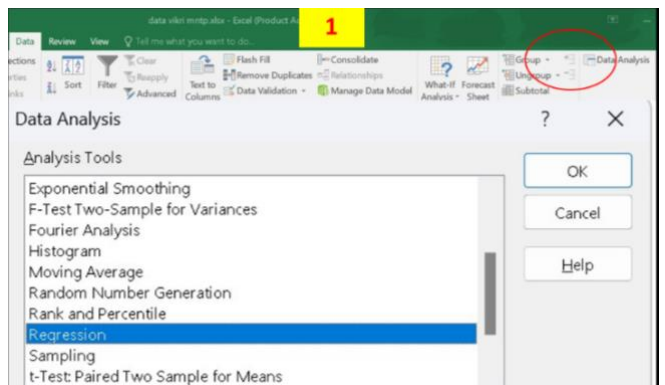 data vikri mntp.xlsx - Excel (Product A
1
Data Review View Tell me what you want to do...
ections
Clear
Flash Fill
Consolidate
Group
Data Analysis
rties
Sort
Filter
Reapply
Text to Columns
Remove Duplicates
Relationships
What-If Analysis
Forecast Sheet
Ungroup
inks
Advanced
Data Validation
Manage Data Model
Subtotal
Data Analysis ? X
Analysis Tools
Exponential Smoothing
F-Test Two-Sample for Variances
Fourier Analysis
Histogram
Moving Average
Random Number Generation
Rank and Percentile
Regression
Sampling
t-Test: Paired Two Sample for Means
OK
Cancel
Help